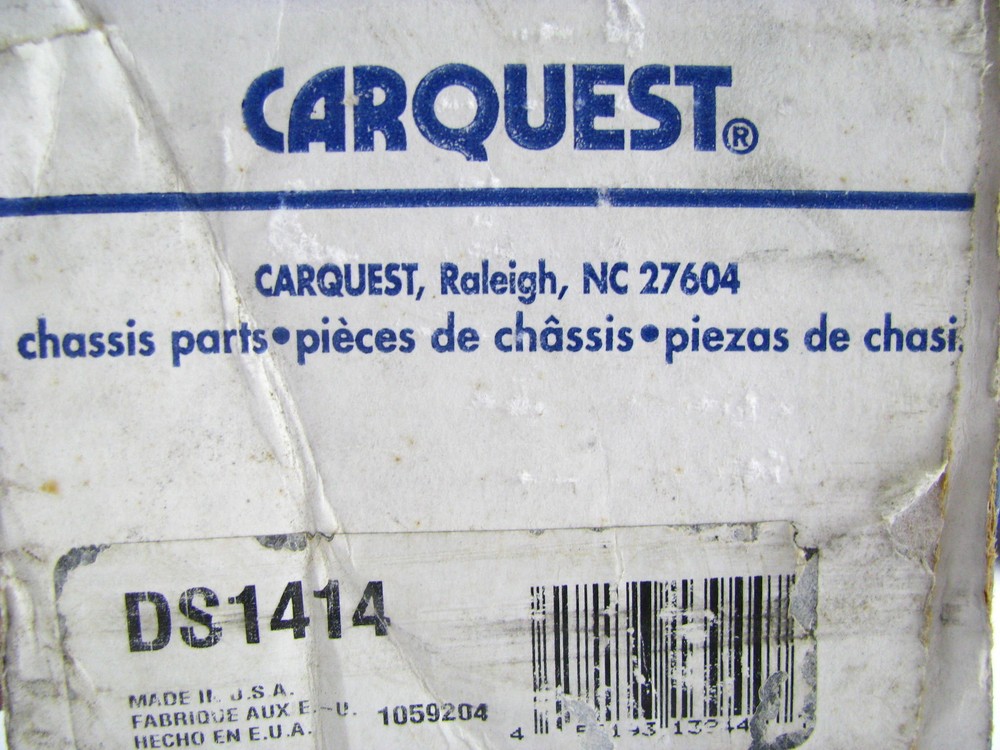 CARQUEST®
CARQUEST, Raleigh, NC 27604
chassis parts•pièces de châssis•piezas de chasi
DS1414
MADE IN U.S.A.
FABRIQUE AUX E.-U. 1059204
HECHO EN E.U.A.